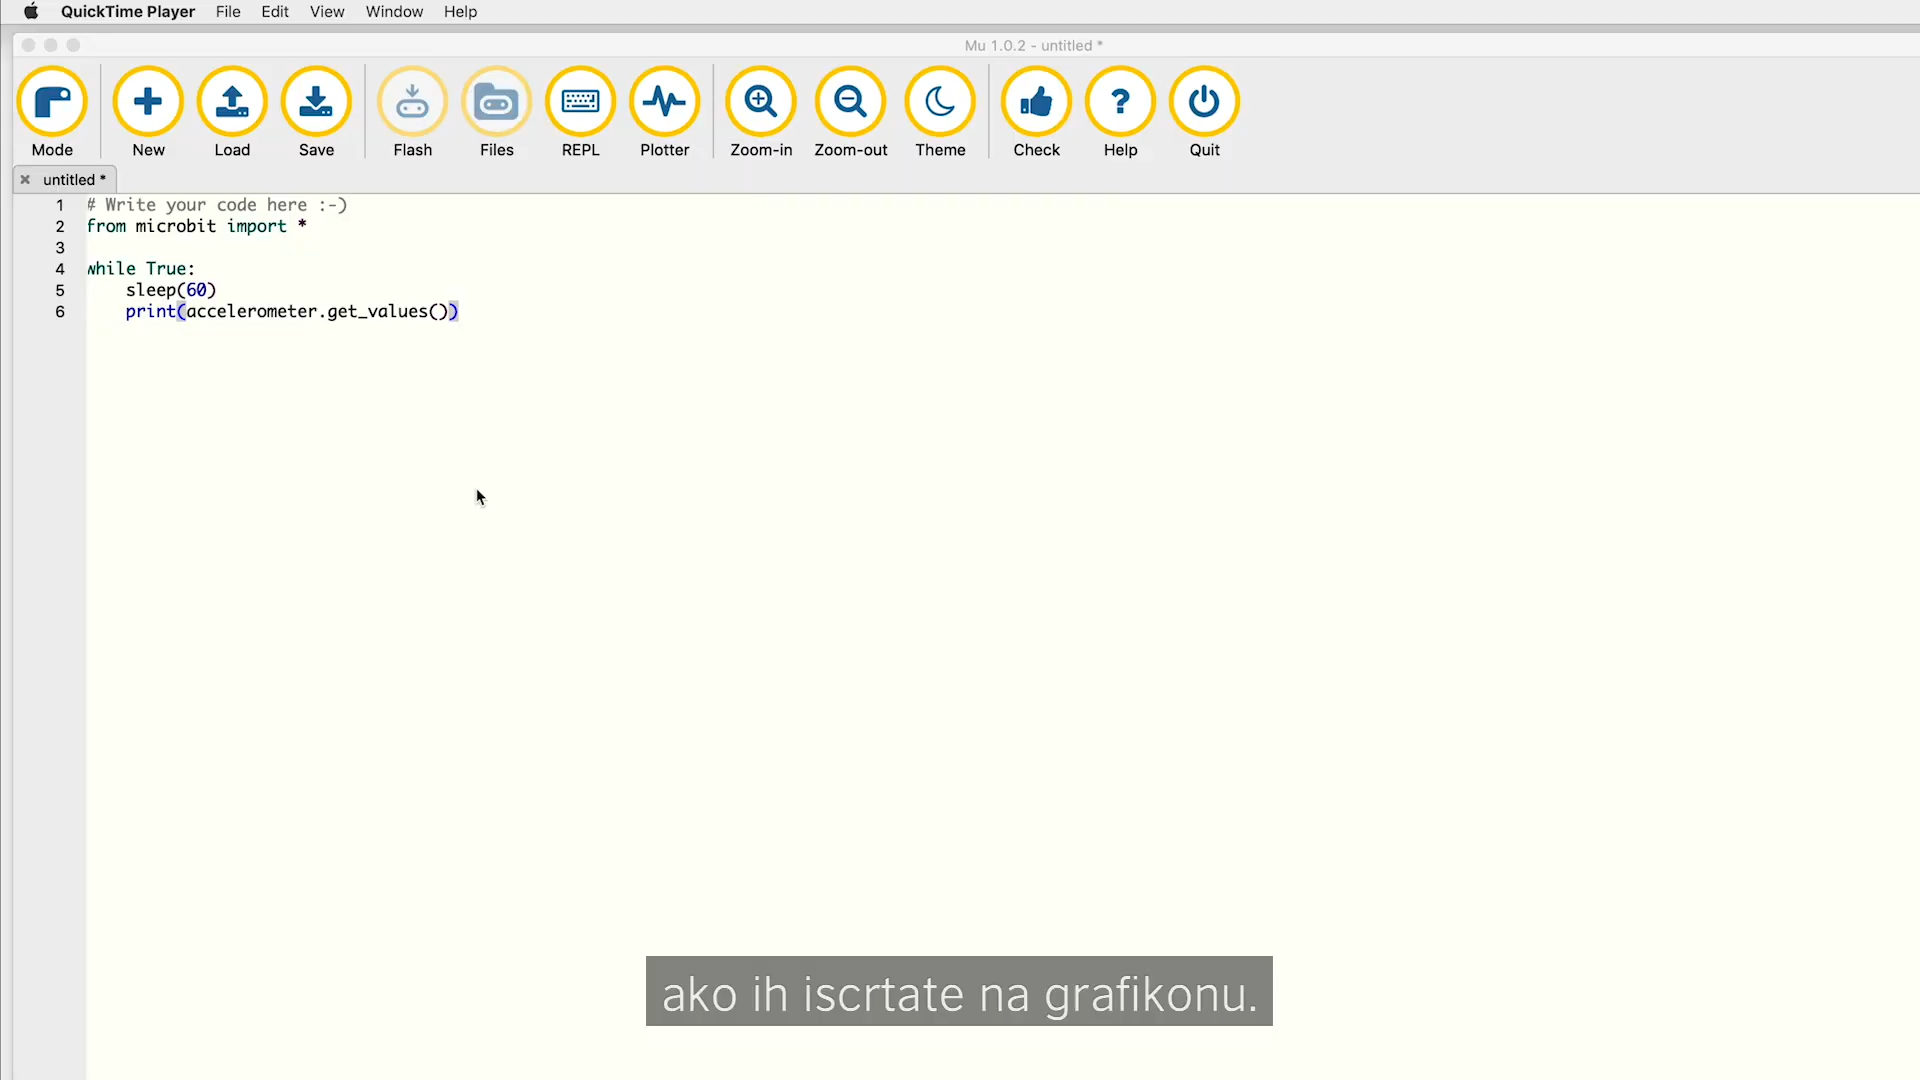 QuickTime Player File Edit View Window Help
Mu 1.0.2 - untitled *
Mode New Load Save Flash Files REPL Plotter Zoom-in Zoom-out Theme Check Help Quit
untitled *
1 # Write your code here :-)
2 from microbit import *
3
4 while True:
5 sleep(60)
6 print(accelerometer.get_values())
ako ih iscrtate na grafikonu.